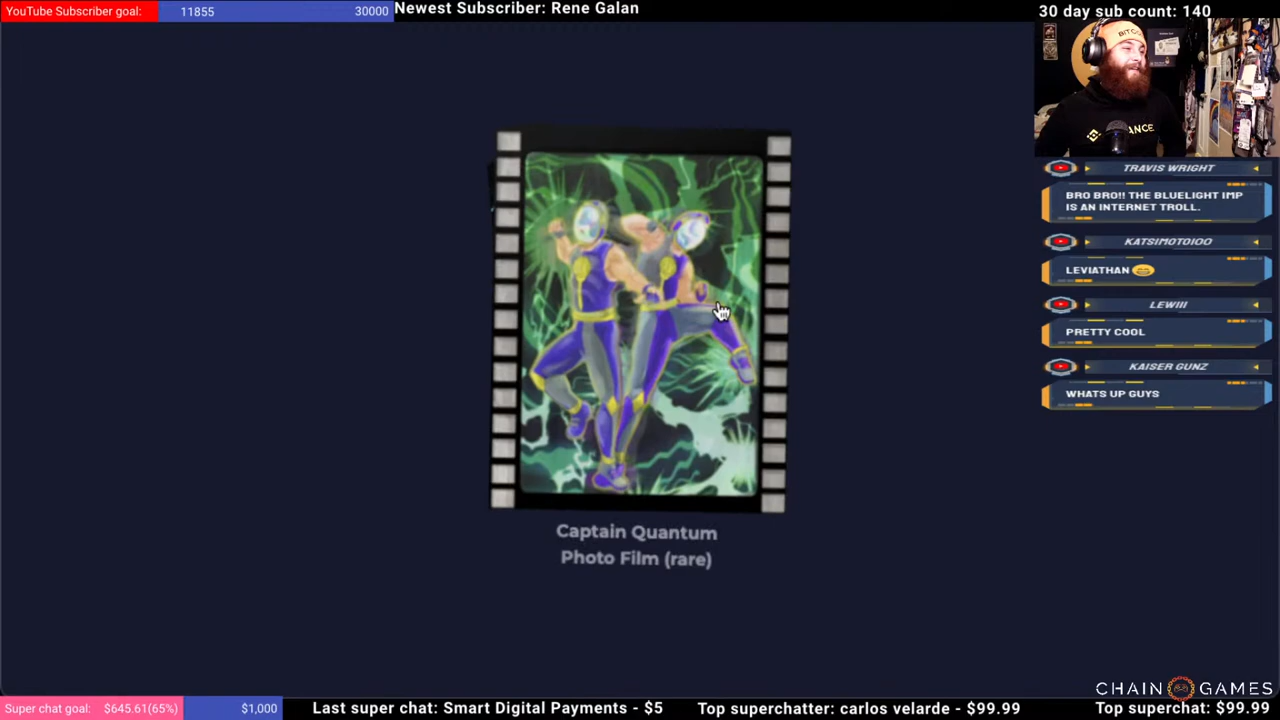 YouTube Subscriber goal: 11855 30000
Newest Subscriber: Rene Galan
30 day sub count: 140
BITCO
BINANCE
TRAVIS WRIGHT
BRO BRO!! THE BLUELIGHT IMP
IS AN INTERNET TROLL.
KATSIMOTO100
LEVIATHAN
LEWIII
PRETTY COOL
KAISER GUNZ
WHATS UP GUYS
Captain Quantum
Photo Film (rare)
CHAIN GAMES
Super chat goal: $645.61(65%) $1,000
Last super chat: Smart Digital Payments - $5
Top superchatter: carlos velarde - $99.99
Top superchat: $99.99